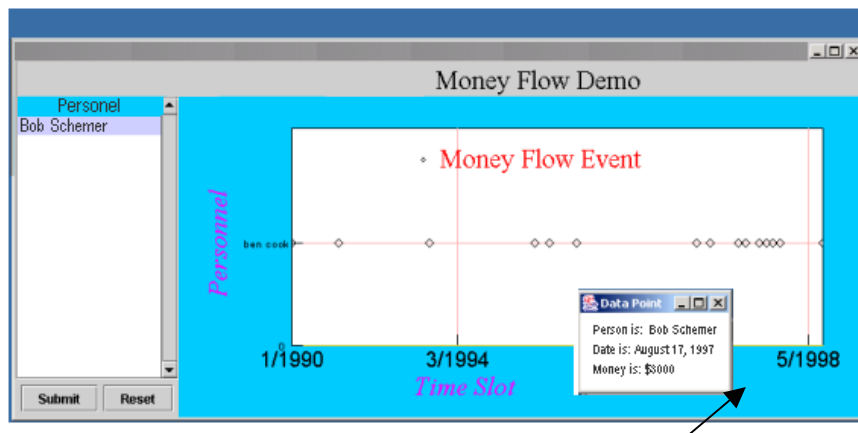 Money Flow Demo
Personel
Bob Schemer
Money Flow Event
Personnel
ben cook
Data Point
Person is: Bob Schemer
Date is: August 17, 1997
Money is: $8000
0
1/1990 3/1994 5/1998
Time Slot
Submit Reset